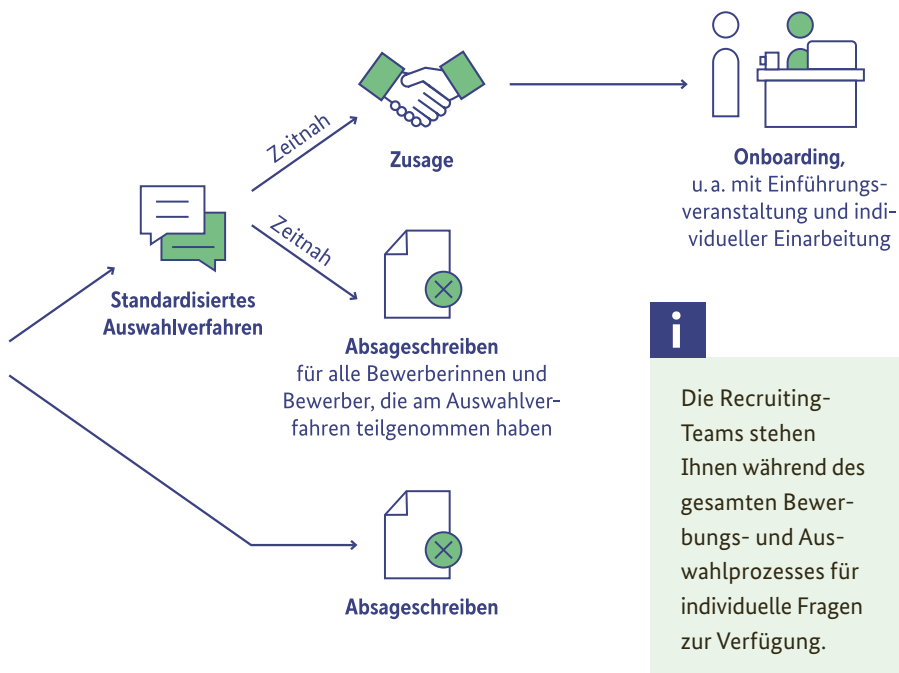 Zeitnah
Zusage
Onboarding,
u. a. mit Einführungs-
veranstaltung und indi-
vidueller Einarbeitung
Standardisiertes
Auswahlverfahren
Zeitnah
Absageschreiben
für alle Bewerberinnen und
Bewerber, die am Auswahlver-
fahren teilgenommen haben
Absageschreiben
i
Die Recruiting-
Teams stehen
Ihnen während des
gesamten Bewer-
bungs- und Aus-
wahlprozesses für
individuelle Fragen
zur Verfügung.